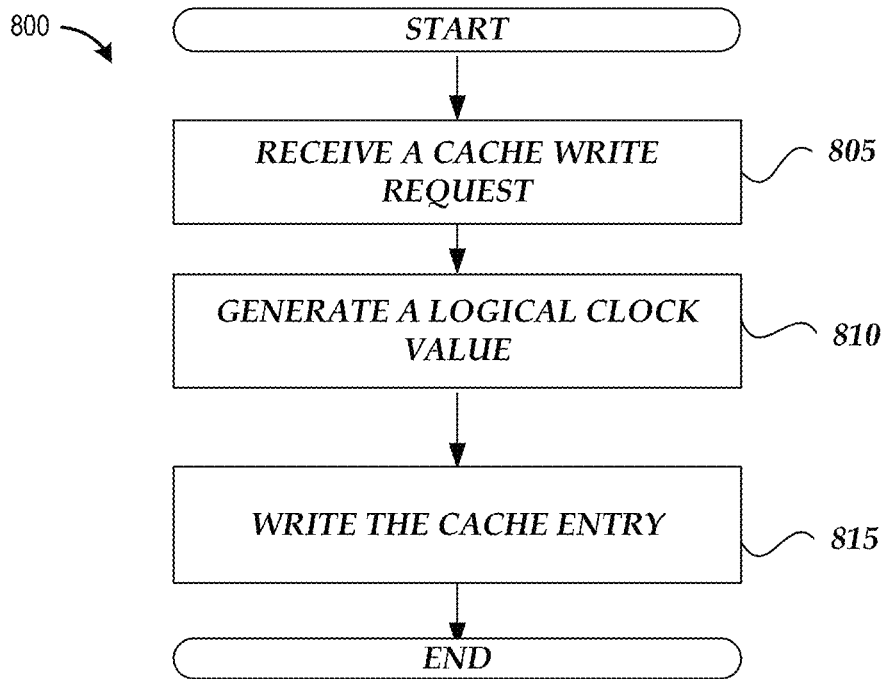 800
START
RECEIVE A CACHE WRITE
REQUEST
805
GENERATE A LOGICAL CLOCK
VALUE
810
WRITE THE CACHE ENTRY
815
END